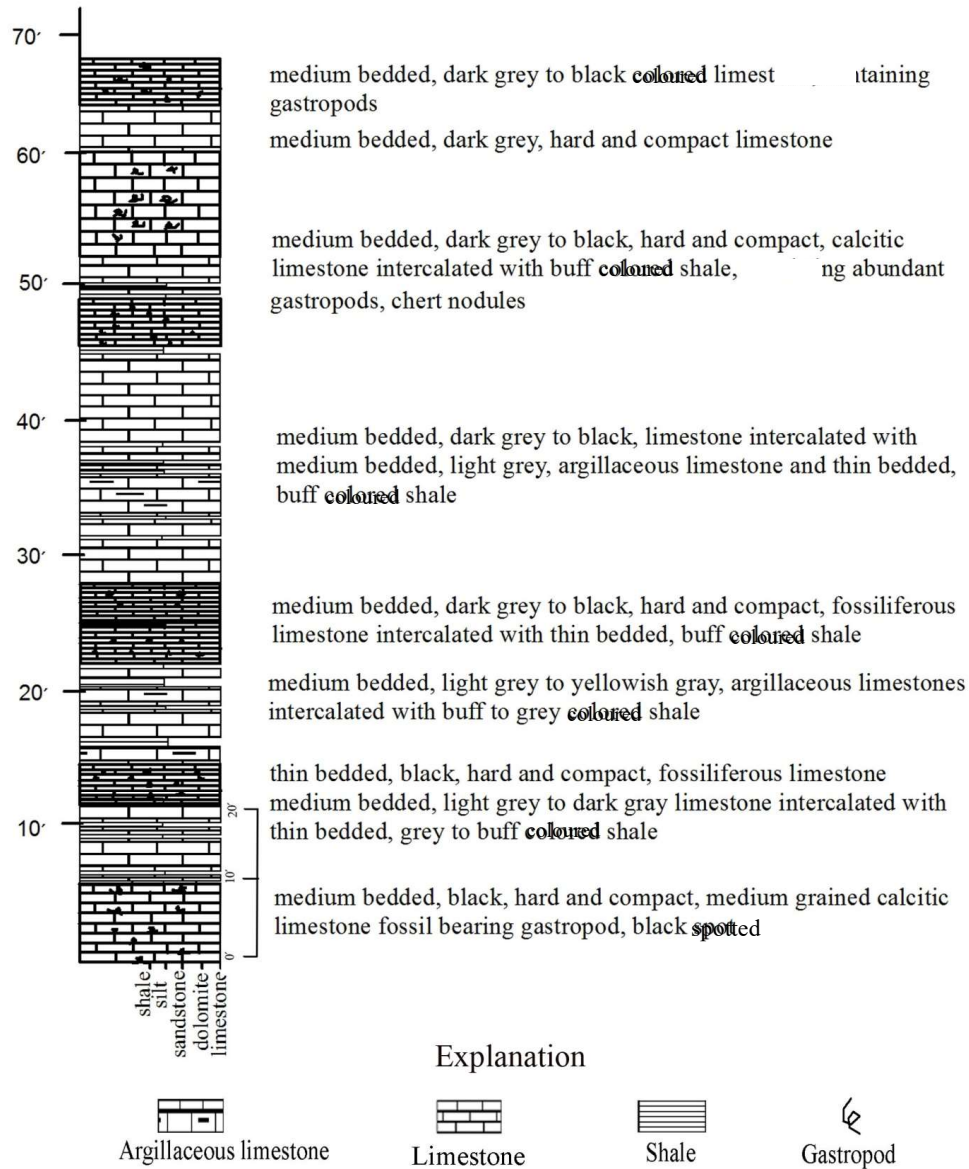 70′
medium bedded, dark grey to black coloured limest ntaining
gastropods
60′
medium bedded, dark grey, hard and compact limestone
50′
medium bedded, dark grey to black, hard and compact, calcitic
limestone intercalated with buff coloured shale, ng abundant
gastropods, chert nodules
40′
medium bedded, dark grey to black, limestone intercalated with
medium bedded, light grey, argillaceous limestone and thin bedded,
buff coloured shale
30′
medium bedded, dark grey to black, hard and compact, fossiliferous
limestone intercalated with thin bedded, buff coloured shale
20′
medium bedded, light grey to yellowish gray, argillaceous limestones
intercalated with buff to grey coloured shale
thin bedded, black, hard and compact, fossiliferous limestone
10′
medium bedded, light grey to dark gray limestone intercalated with
thin bedded, grey to buff coloured shale
20′
10′
0′
medium bedded, black, hard and compact, medium grained calcitic
limestone fossil bearing gastropod, black spotted
shale
silt
sandstone
dolomite
limestone
Explanation
Argillaceous limestone
Limestone
Shale
Gastropod